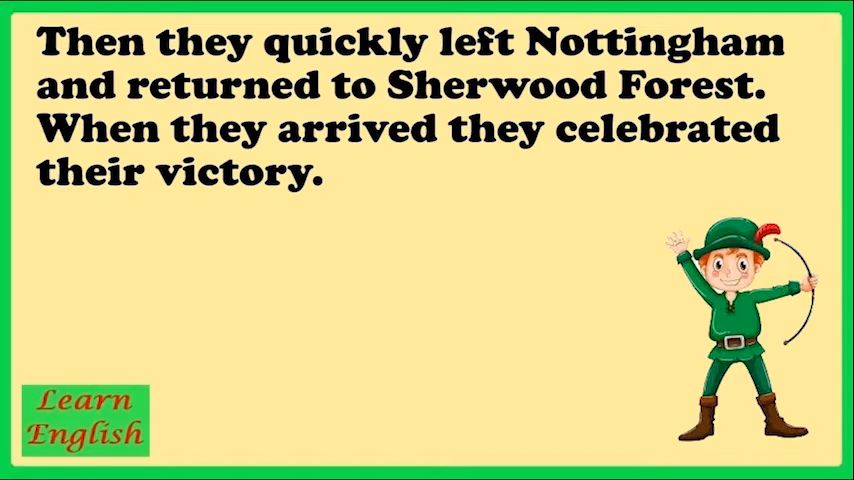 Then they quickly left Nottingham
and returned to Sherwood Forest.
When they arrived they celebrated
their victory.
Learn
English